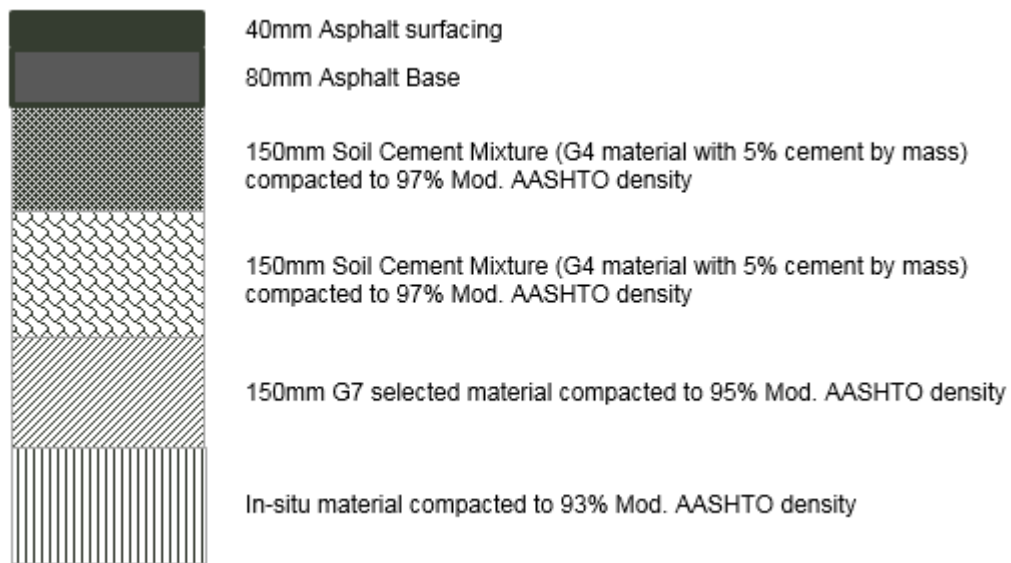 40mm Asphalt surfacing
80mm Asphalt Base
150mm Soil Cement Mixture (G4 material with 5% cement by mass)
compacted to 97% Mod. AASHTO density
150mm Soil Cement Mixture (G4 material with 5% cement by mass)
compacted to 97% Mod. AASHTO density
150mm G7 selected material compacted to 95% Mod. AASHTO density
In-situ material compacted to 93% Mod. AASHTO density